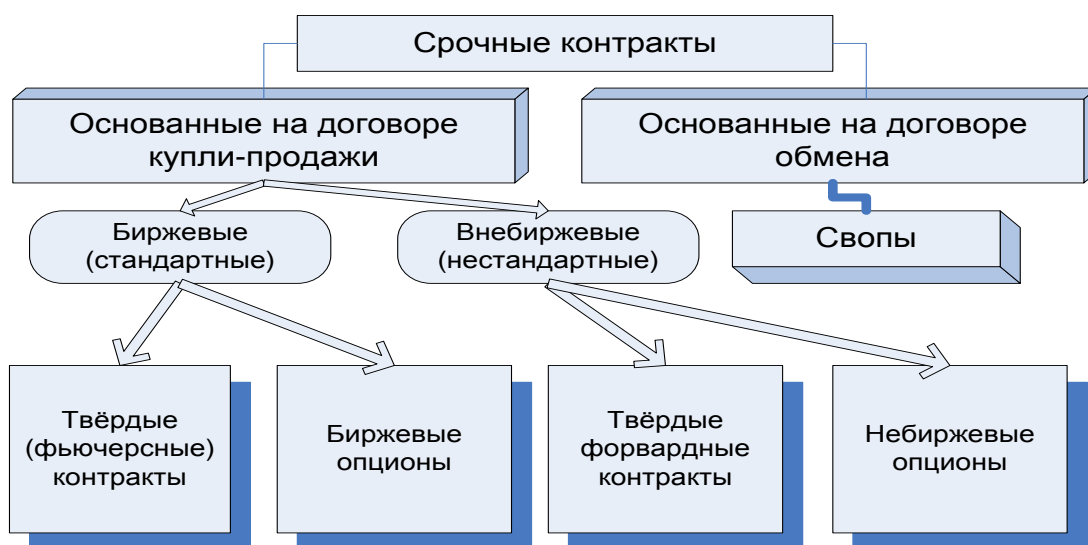 Срочные контракты
Основанные на договоре
купли-продажи
Основанные на договоре
обмена
Биржевые
(стандартные)
Внебиржевые
(нестандартные)
Свопы
Твёрдые
(фьючерсные)
контракты
Биржевые
опционы
Твёрдые
форвардные
контракты
Небиржевые
опционы